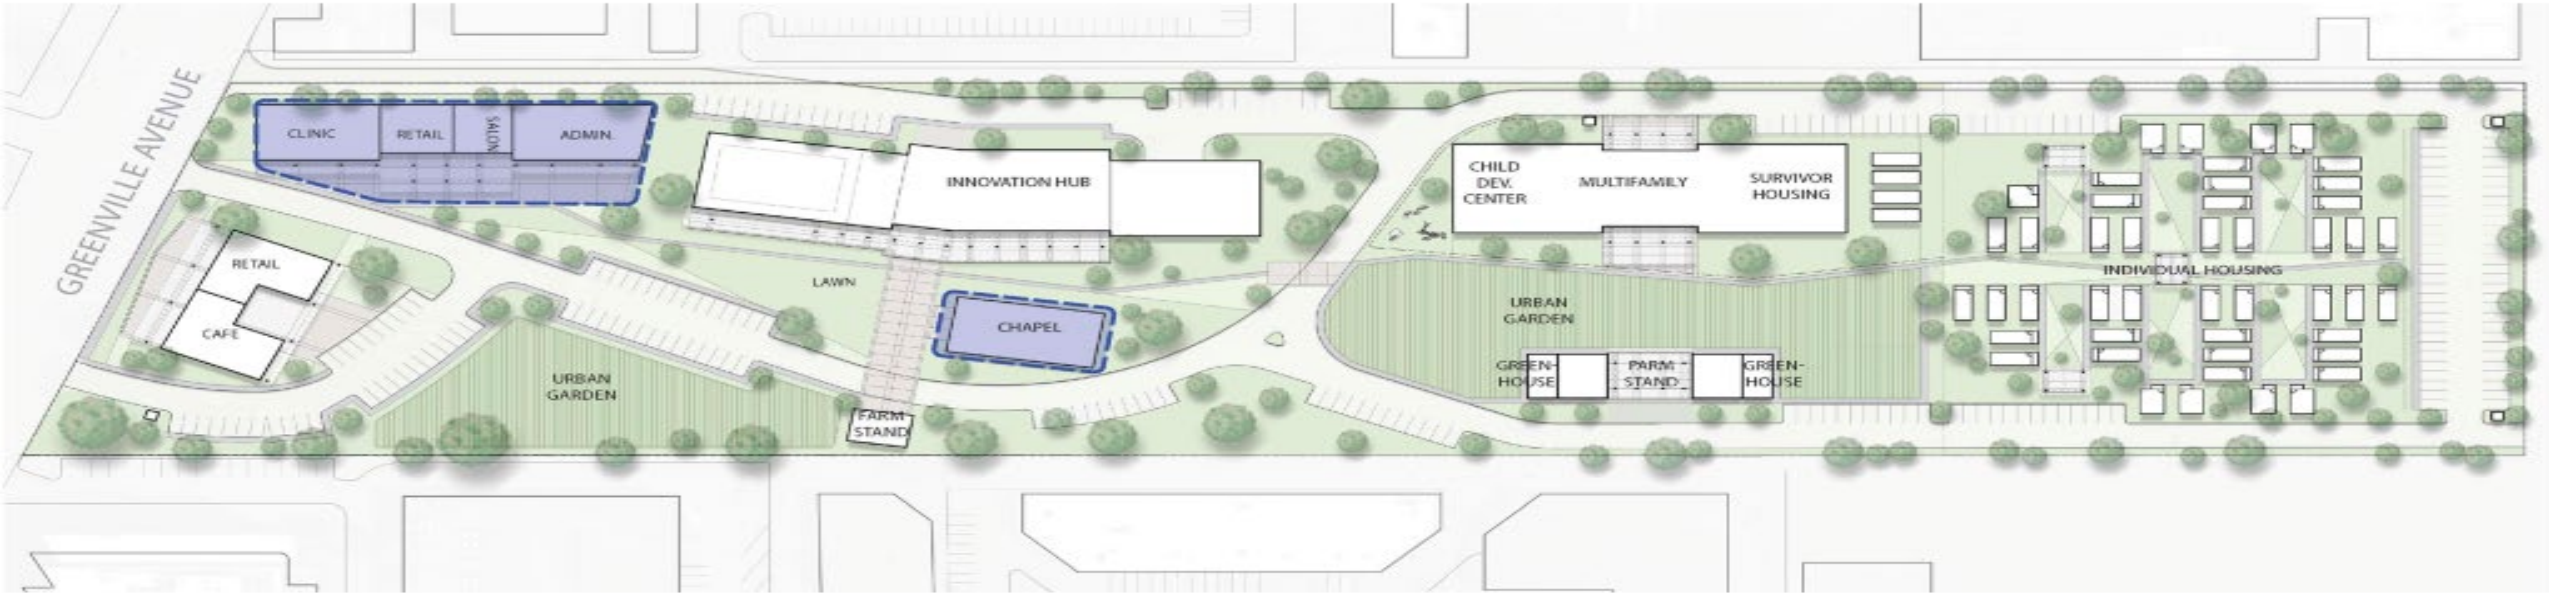 GREENVILLE AVENUE
CLINIC
RETAIL
SALON
ADMIN.
RETAIL
CAFE
INNOVATION HUB
LAWN
CHAPEL
URBAN
GARDEN
FARM
STAND
CHILD
DEV.
CENTER
MULTIFAMILY
SURVIVOR
HOUSING
URBAN
GARDEN
GREEN-
HOUSE
FARM
STAND
GREEN-
HOUSE
INDIVIDUAL HOUSING